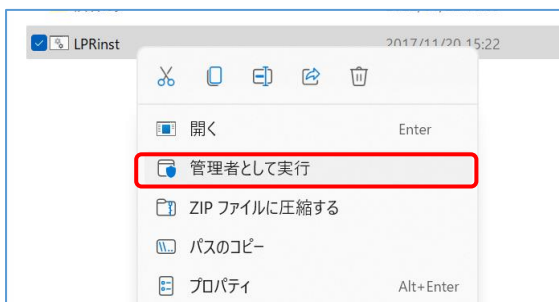 LPRinst 2017/11/20 15:22
開く Enter
管理者として実行
ZIP ファイルに圧縮する
パスのコピー
プロパティ Alt+Enter